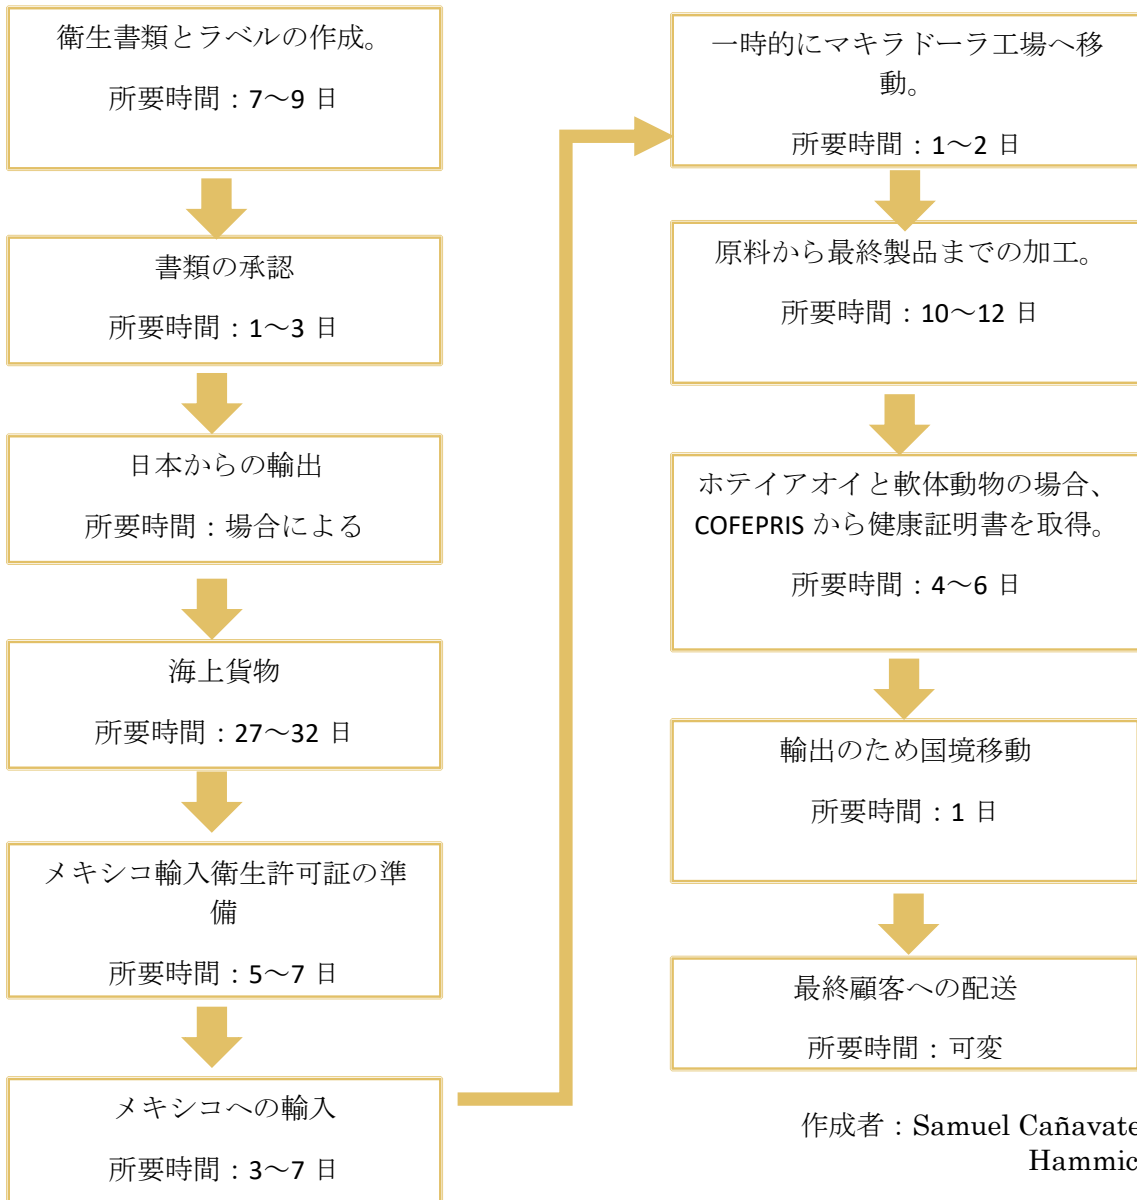 衛生書類とラベルの作成。
所要時間：7～9 日
書類の承認
所要時間：1～3 日
日本からの輸出
所要時間：場合による
海上貨物
所要時間：27～32 日
メキシコ輸入衛生許可証の準
備
所要時間：5～7 日
メキシコへの輸入
所要時間：3～7 日
一時的にマキラドーラ工場へ移
動。
所要時間：1～2 日
原料から最終製品までの加工。
所要時間：10～12 日
ホテイアオイと軟体動物の場合、
COFEPRIS から健康証明書を取得。
所要時間：4～6 日
輸出のため国境移動
所要時間：1 日
最終顧客への配送
所要時間：可変
作成者：Samuel Cañavate
Hammic